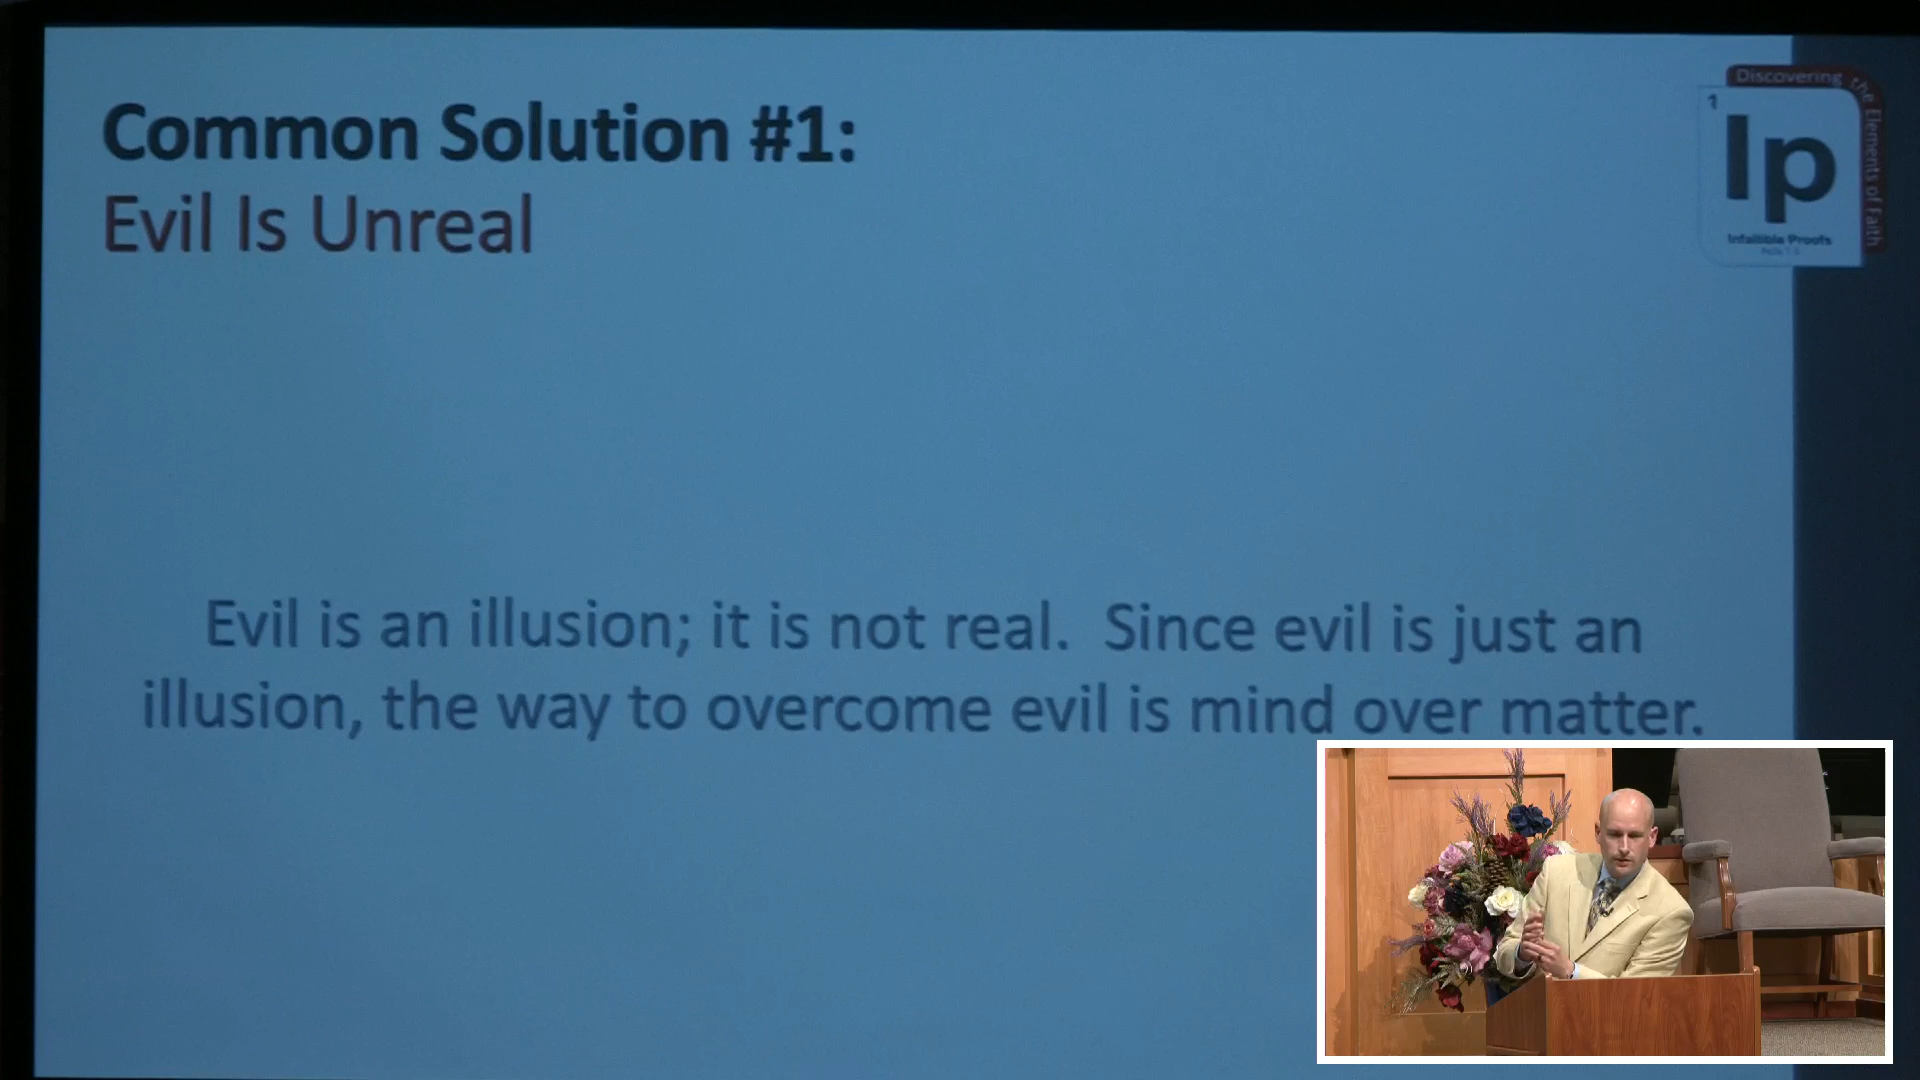 Common Solution #1:
Evil Is Unreal
Discovering the Elements of Faith
1
Ip
Infallible Proofs
Evil is an illusion; it is not real. Since evil is just an
illusion, the way to overcome evil is mind over matter.